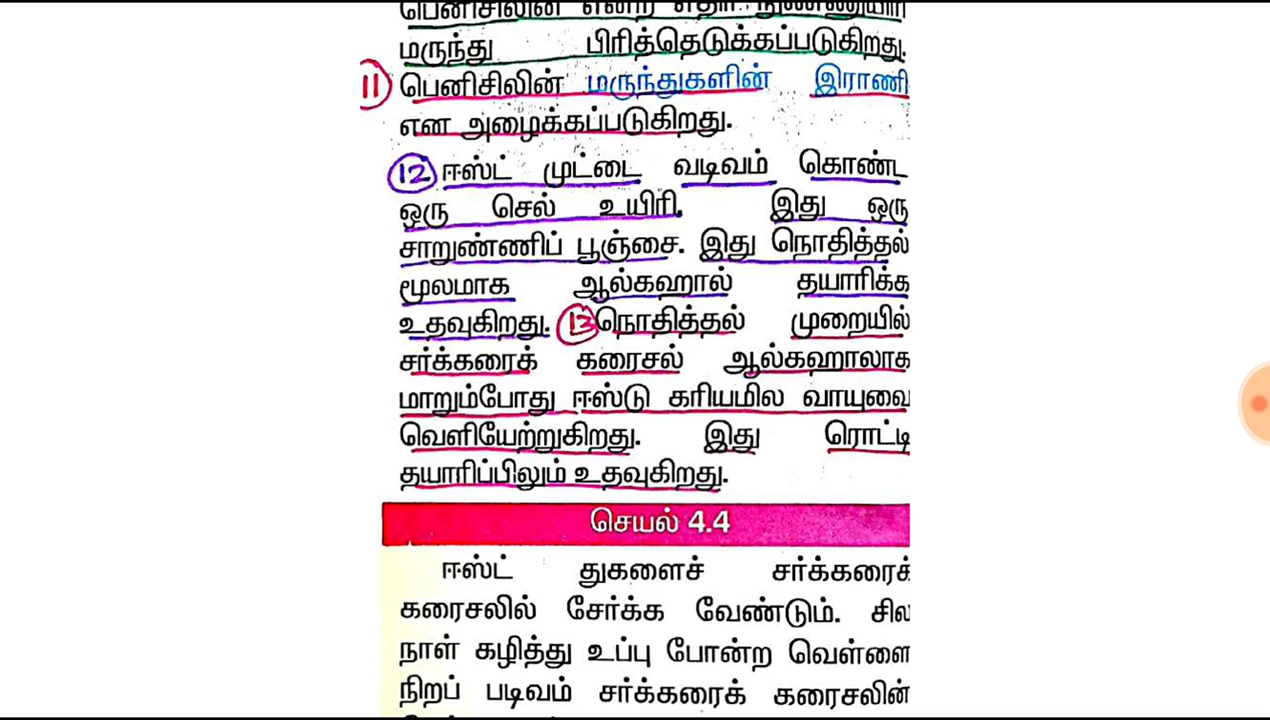 பெனிசிலின் என்ற எதிர் நுண்ணுயிரி
மருந்து பிரித்தெடுக்கப்படுகிறது.
11 பெனிசிலின் மருந்துகளின் இராணி
என அழைக்கப்படுகிறது.
12 ஈஸ்ட் முட்டை வடிவம் கொண்ட
ஒரு செல் உயிரி. இது ஒரு
சாறுண்ணிப் பூஞ்சை. இது நொதித்தல்
மூலமாக ஆல்கஹால் தயாரிக்க
உதவுகிறது. 13 நொதித்தல் முறையில்
சர்க்கரைக் கரைசல் ஆல்கஹாலாக
மாறும்போது ஈஸ்டு கரியமில வாயுவை
வெளியேற்றுகிறது. இது ரொட்டி
தயாரிப்பிலும் உதவுகிறது.
செயல் 4.4
ஈஸ்ட் துகளைச் சர்க்கரைக்
கரைசலில் சேர்க்க வேண்டும். சில
நாள் கழித்து உப்பு போன்ற வெள்ளை
நிறப் படிவம் சர்க்கரைக் கரைசலின்